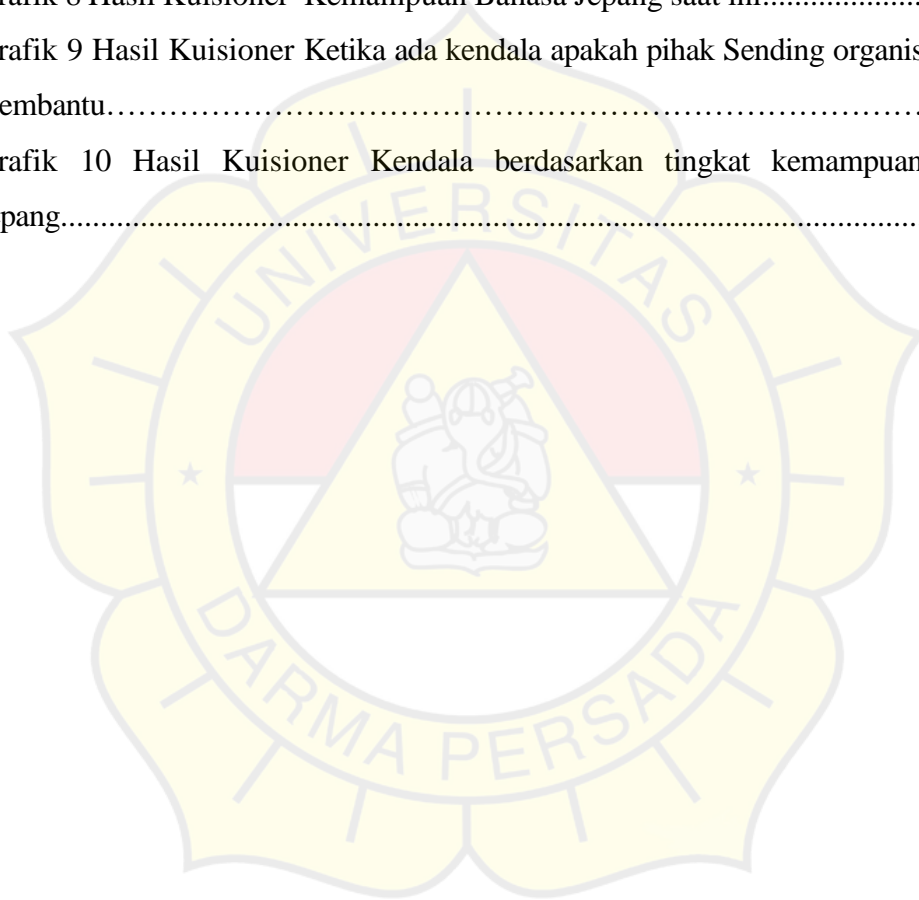 rafik 8 Hasil Kuisioner Kemampuan Bahasa Jepang saat ini....................
rafik 9 Hasil Kuisioner Ketika ada kendala apakah pihak Sending organis
embantu……………………………………………………………………………
rafik 10 Hasil Kuisioner Kendala berdasarkan tingkat kemampuan
pang.............................................................................................................
UNIVERSITAS
DARMA PERSADA